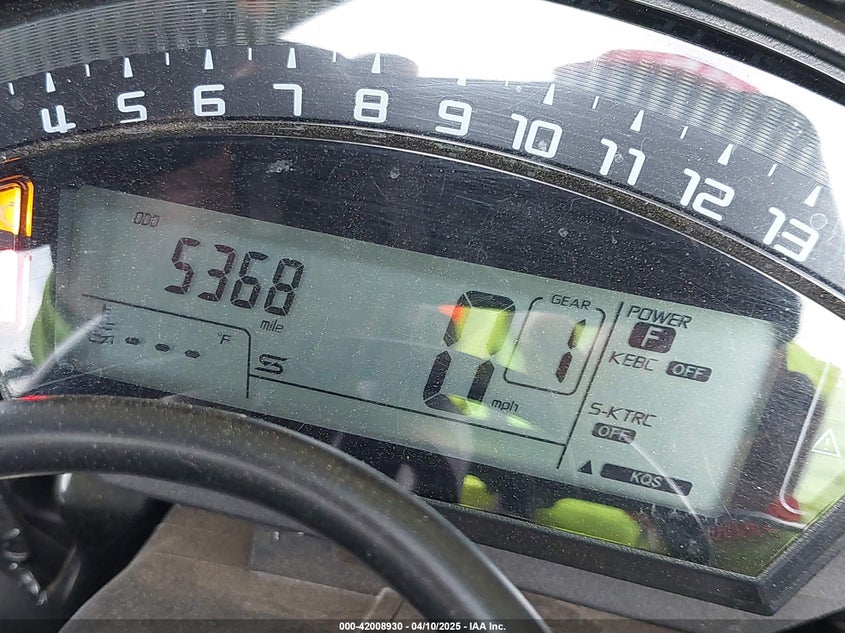 4 5 6 7 8 9 10 11 12 13
ODO
5368
mile
TEMP --- °F
S
0 mph
GEAR
1
POWER
F
KEBC OFF
S-KTRC
OFF
KQS
000-42008930 - 04/10/2025 - IAA Inc.